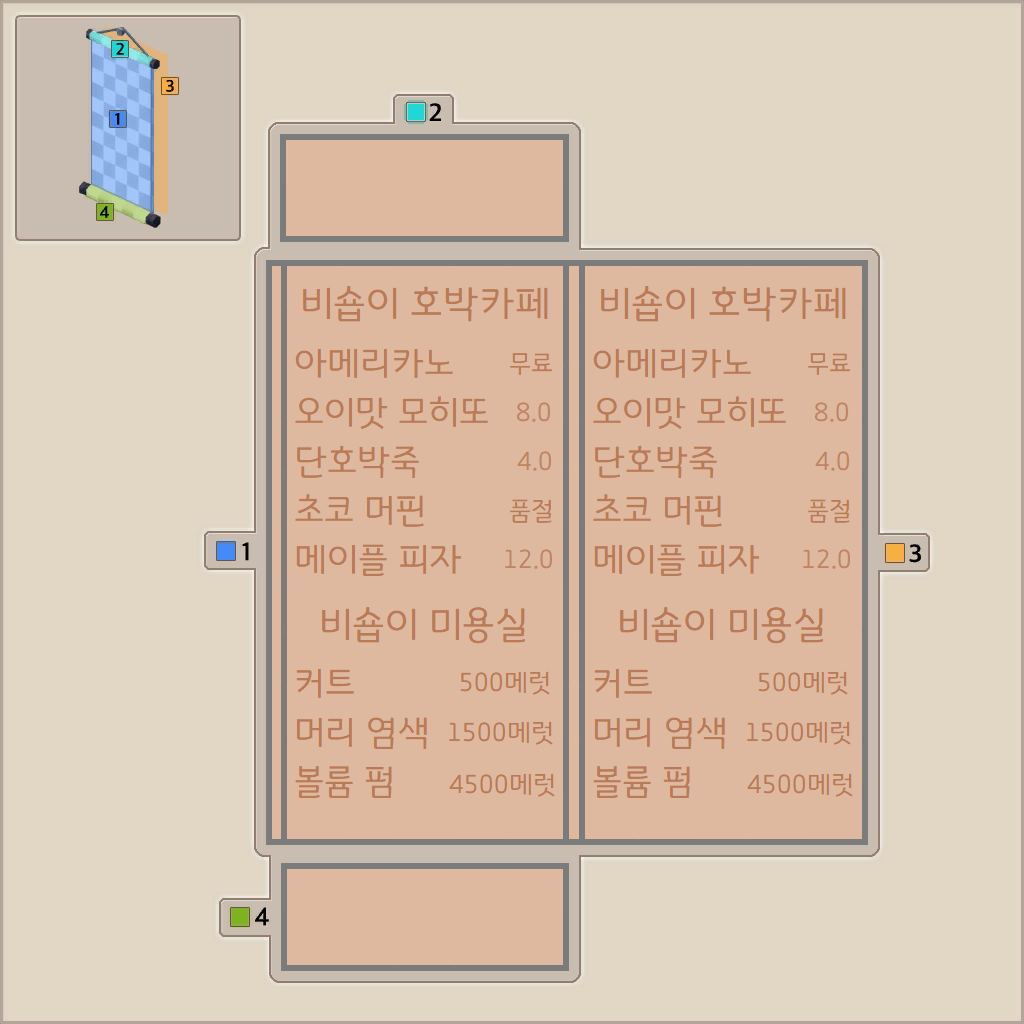 2
3
1
4
2
비숍이 호박카페
아메리카노 무료
오이맛 모히또 8.0
단호박죽 4.0
초코 머핀 품절
메이플 피자 12.0
비숍이 미용실
커트 500메럿
머리 염색 1500메럿
볼륨 펌 4500메럿
1
비숍이 호박카페
아메리카노 무료
오이맛 모히또 8.0
단호박죽 4.0
초코 머핀 품절
메이플 피자 12.0
비숍이 미용실
커트 500메럿
머리 염색 1500메럿
볼륨 펌 4500메럿
3
4